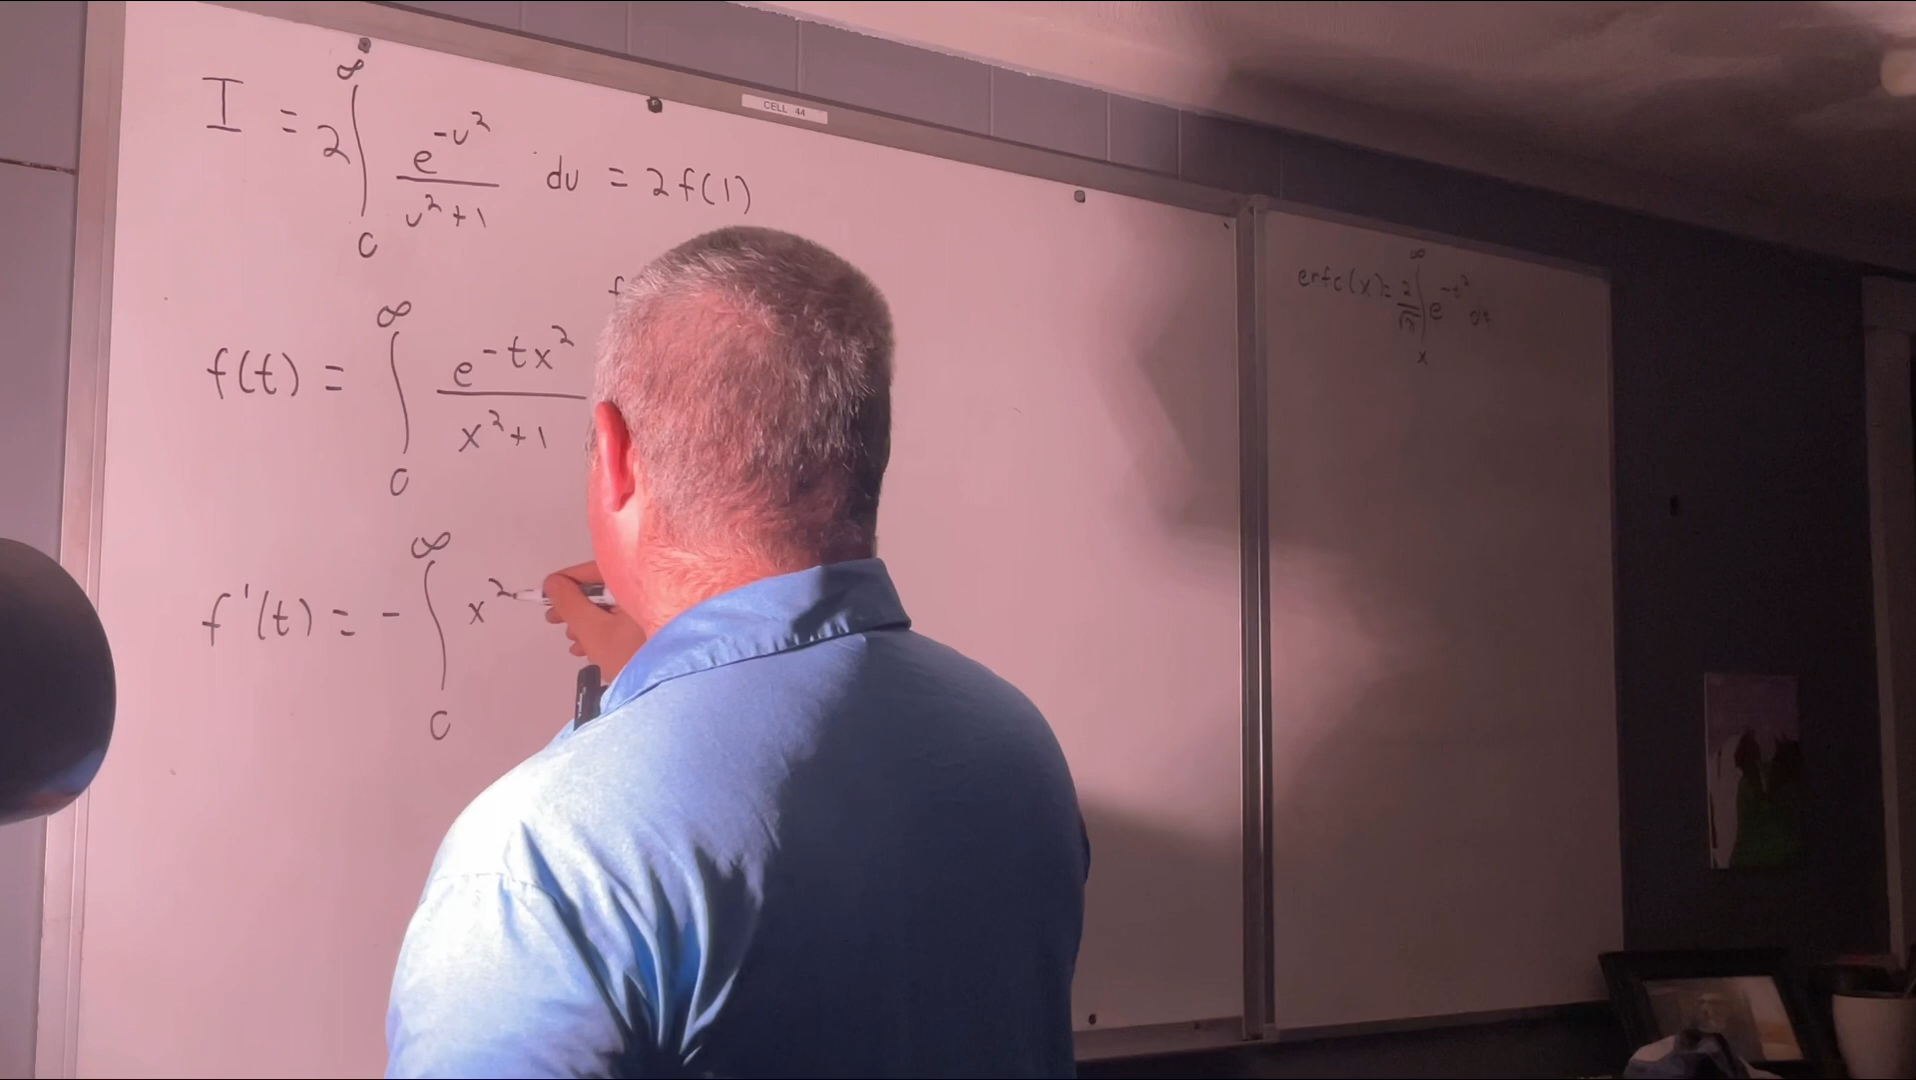 CELL 44
I = 2 ∫₀^∞ e^{-u²} / (u²+1) du = 2f(1)
f
f(t) = ∫₀^∞ e^{-tx²} / (x²+1)
f'(t) = - ∫₀^∞ x²
erfc(x) = 2/√π ∫ₓ^∞ e^{-t²} dt